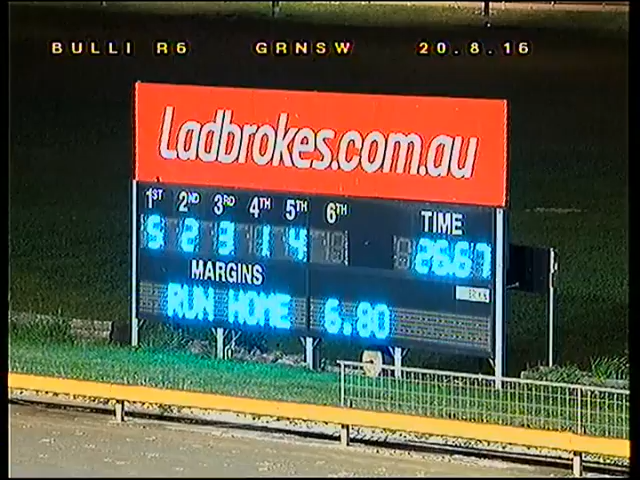 BULLI R6 GRNSW 20.8.16
Ladbrokes.com.au
1ST 2ND 3RD 4TH 5TH 6TH TIME
5 2 3 1 4 26.67
MARGINS
RUN HOME 6.80